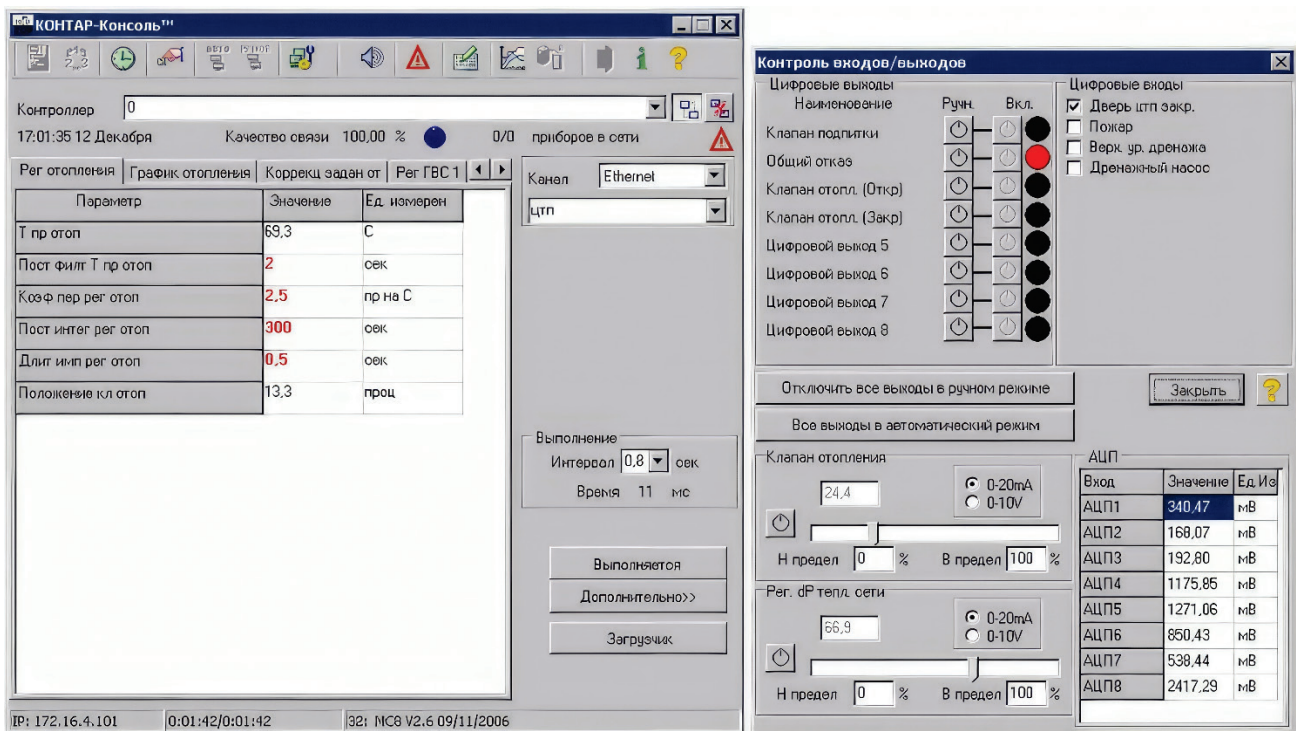 КОНТАР-Консоль™
Контроллер 0
17:01:35 12 Декабря Качество связи 100,00 % 0/0 приборов в сети
Рег отопления График отопления Коррекц задан от Рег ГВС 1
Параметр Значение Ед. измерен
Т пр отоп 69,3 С
Пост филт Т пр отоп 2 сек
Коэф пер рег отоп 2,5 пр на С
Пост интег рег отоп 300 сек
Длит имп рег отоп 0,5 сек
Положение кл отоп 13,3 проц
Канал Ethernet
цтп
Выполнение
Интервал 0,8 сек
Время 11 мс
Выполняется
Дополнительно>>
Загрузчик
IP: 172.16.4.101 0:01:42/0:01:42 32: MC8 V2.6 09/11/2006
Контроль входов/выходов
Цифровые выходы
Наименование Ручн. Вкл.
Клапан подпитки
Общий отказ
Клапан отопл. (Откр)
Клапан отопл. (Закр)
Цифровой выход 5
Цифровой выход 6
Цифровой выход 7
Цифровой выход 8
Цифровые входы
Дверь цтп закр.
Пожар
Верх. ур. дренажа
Дренажный насос
Отключить все выходы в ручном режиме
Закрыть
Все выходы в автоматический режим
Клапан отопления
24,4
0-20mA
0-10V
Н предел 0 % В предел 100 %
Рег. dP тепл. сети
66,9
0-20mA
0-10V
Н предел 0 % В предел 100 %
АЦП
Вход Значение Ед.Из
АЦП1 340,47 мВ
АЦП2 168,07 мВ
АЦП3 192,80 мВ
АЦП4 1175,85 мВ
АЦП5 1271,06 мВ
АЦП6 850,43 мВ
АЦП7 538,44 мВ
АЦП8 2417,29 мВ